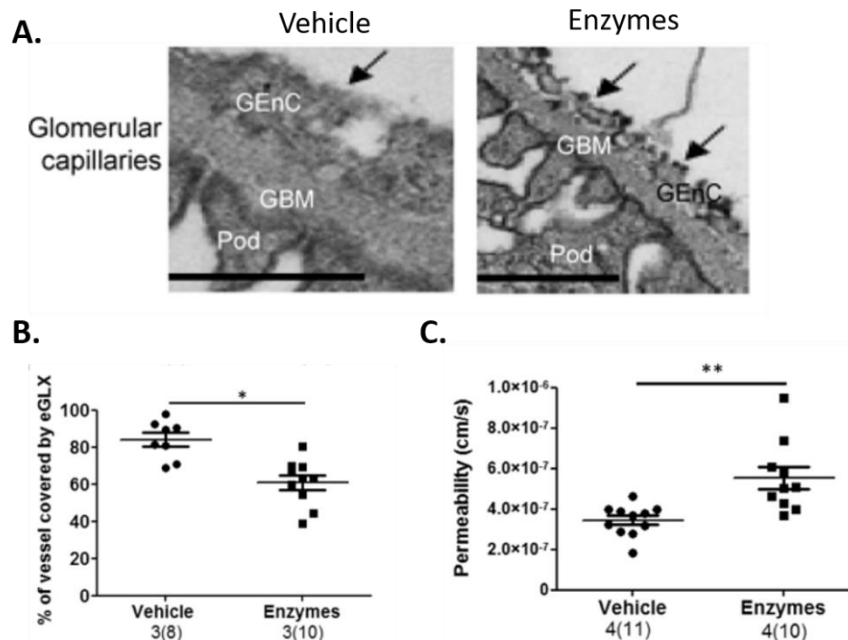 A.
Vehicle
Enzymes
Glomerular
capillaries
GEnC
GBM
Pod
GBM
GEnC
Pod
B.
% of vessel covered by eGLX
100
80
60
40
20
0
*
Vehicle
3(8)
Enzymes
3(10)
C.
Permeability (cm/s)
1.0×10⁻⁶
8.0×10⁻⁷
6.0×10⁻⁷
4.0×10⁻⁷
2.0×10⁻⁷
0
**
Vehicle
4(11)
Enzymes
4(10)